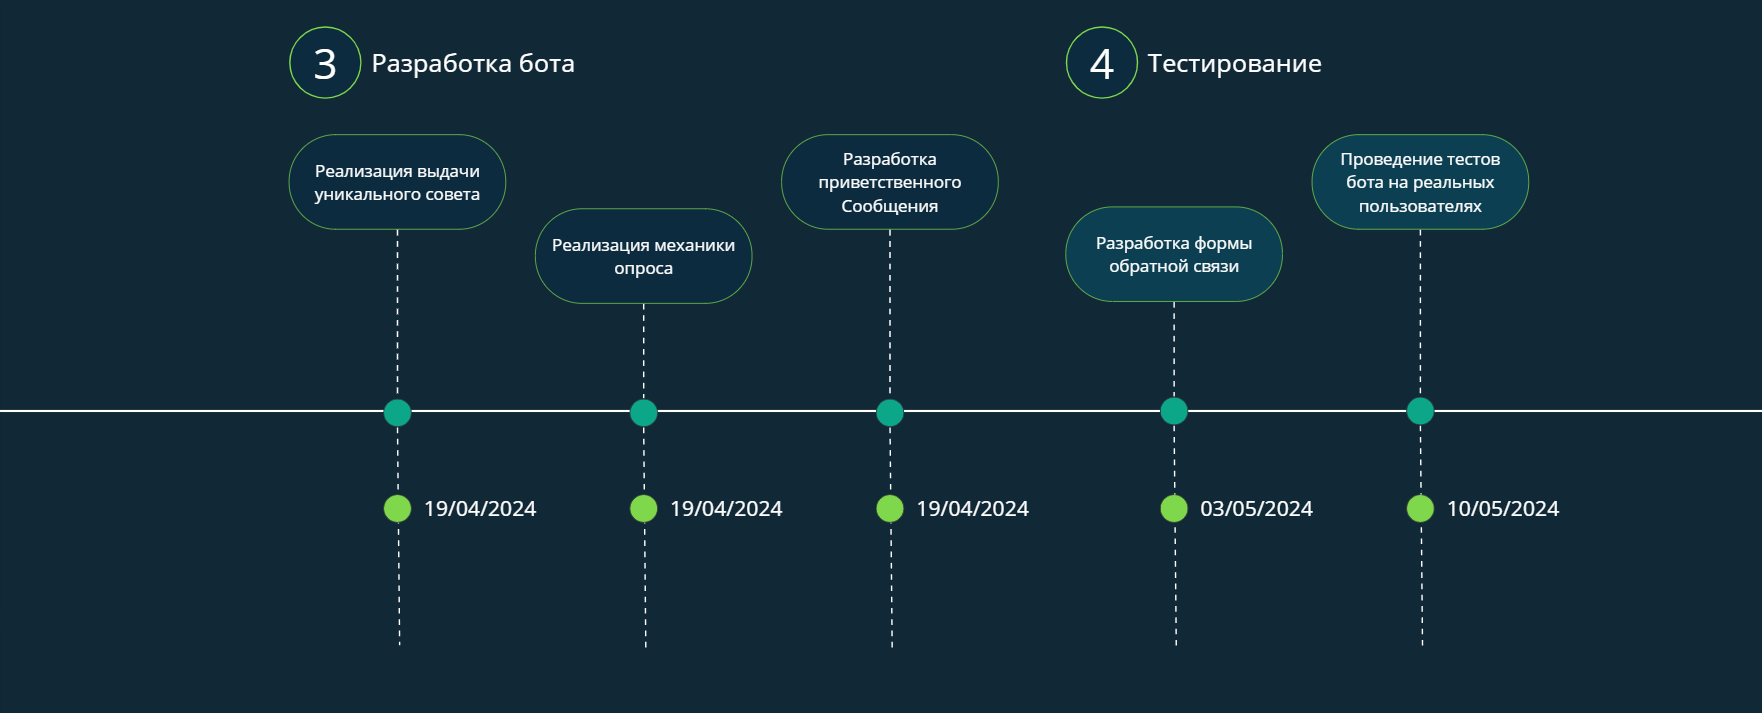 3 Разработка бота
Реализация выдачи
уникального совета
Реализация механики
опроса
Разработка
приветственного
Сообщения
19/04/2024
19/04/2024
19/04/2024
4 Тестирование
Разработка формы
обратной связи
Проведение тестов
бота на реальных
пользователях
03/05/2024
10/05/2024